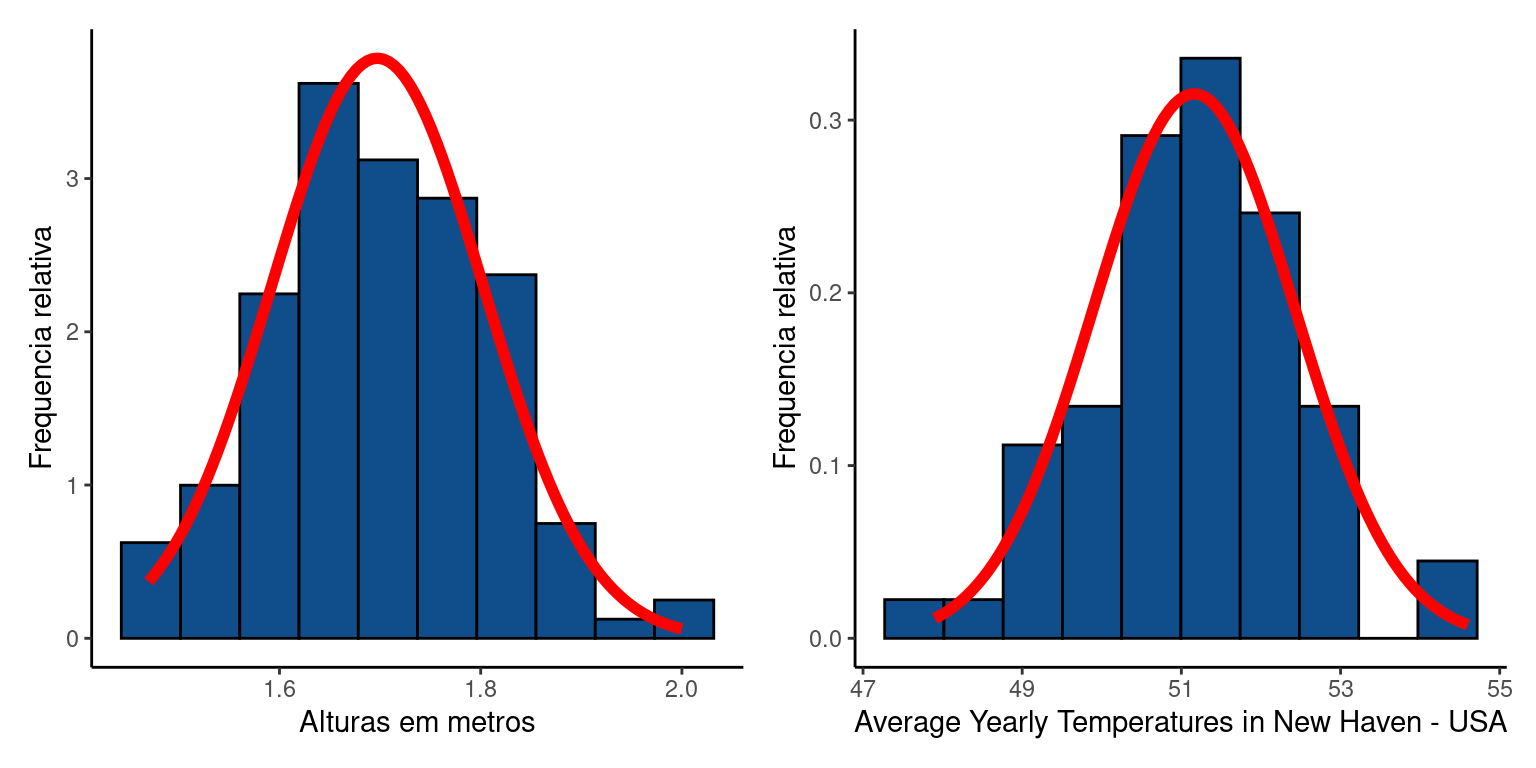 Frequencia relativa
3
2
1
0
1.6 1.8 2.0
Alturas em metros
Frequencia relativa
0.3
0.2
0.1
0.0
47 49 51 53 55
Average Yearly Temperatures in New Haven - USA